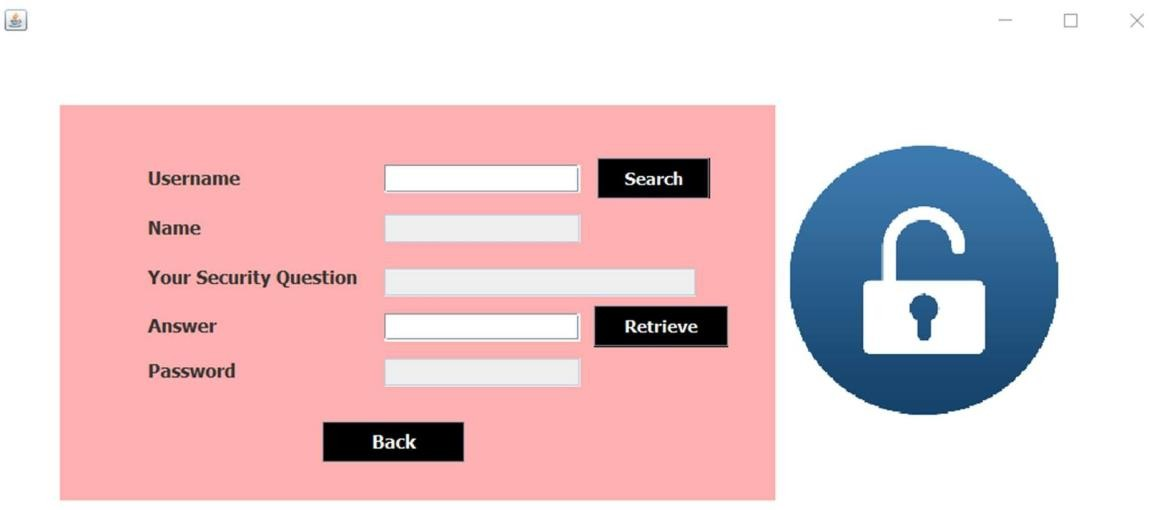 Username
Search
Name
Your Security Question
Answer
Retrieve
Password
Back